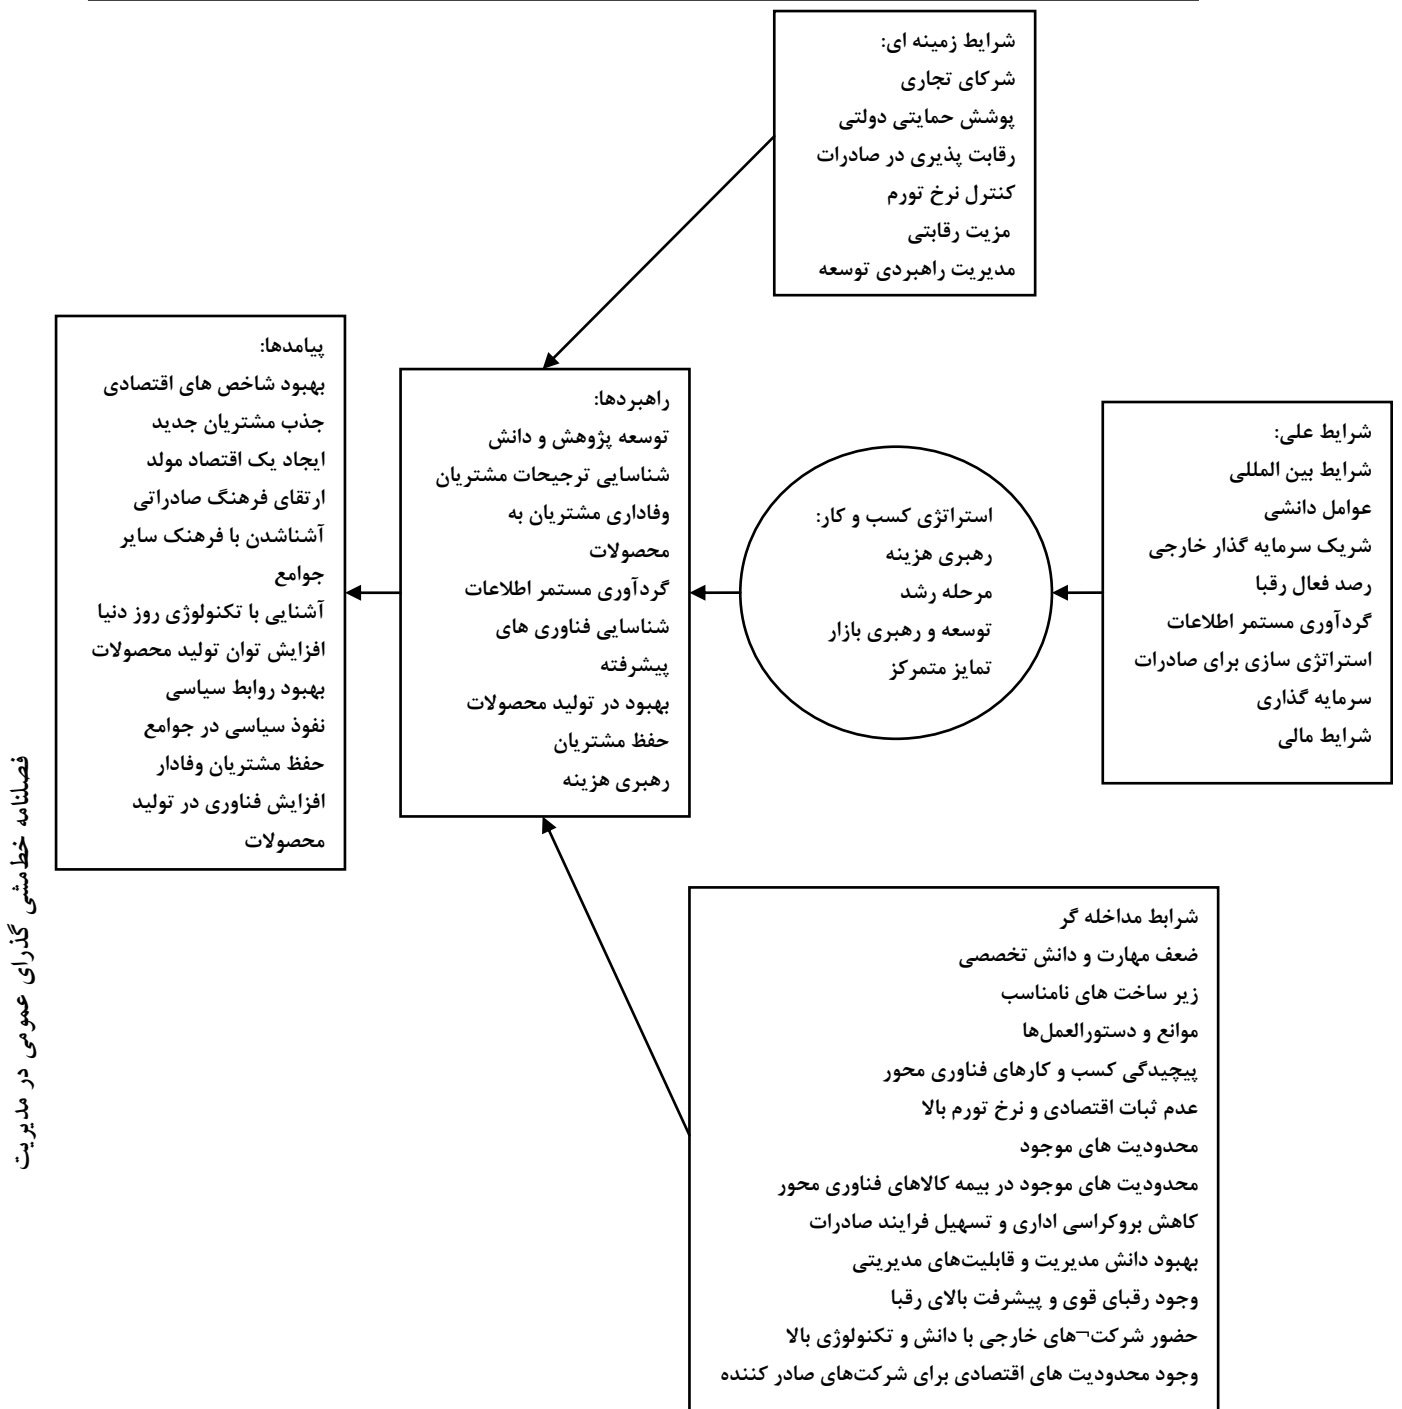 شرایط زمینه ای:
شرکای تجاری
پوشش حمایتی دولتی
رقابت پذیری در صادرات
کنترل نرخ تورم
مزیت رقابتی
مدیریت راهبردی توسعه
شرایط علی:
شرایط بین المللی
عوامل دانشی
شریک سرمایه گذار خارجی
رصد فعال رقبا
گردآوری مستمر اطلاعات
استراتژی سازی برای صادرات
سرمایه گذاری
شرایط مالی
استراتژی کسب و کار:
رهبری هزینه
مرحله رشد
توسعه و رهبری بازار
تمایز متمرکز
راهبردها:
توسعه پژوهش و دانش
شناسایی ترجیحات مشتریان
وفاداری مشتریان به
محصولات
گردآوری مستمر اطلاعات
شناسایی فناوری های
پیشرفته
بهبود در تولید محصولات
حفظ مشتریان
رهبری هزینه
پیامدها:
بهبود شاخص های اقتصادی
جذب مشتریان جدید
ایجاد یک اقتصاد مولد
ارتقای فرهنگ صادراتی
آشناشدن با فرهنک سایر
جوامع
آشنایی با تکنولوژی روز دنیا
افزایش توان تولید محصولات
بهبود روابط سیاسی
نفوذ سیاسی در جوامع
حفظ مشتریان وفادار
افزایش فناوری در تولید
محصولات
شرابط مداخله گر
ضعف مهارت و دانش تخصصی
زیر ساخت های نامناسب
موانع و دستورالعمل‌ها
پیچیدگی کسب و کارهای فناوری محور
عدم ثبات اقتصادی و نرخ تورم بالا
محدودیت های موجود
محدودیت های موجود در بیمه کالاهای فناوری محور
کاهش بروکراسی اداری و تسهیل فرایند صادرات
بهبود دانش مدیریت و قابلیت‌های مدیریتی
وجود رقبای قوی و پیشرفت بالای رقبا
حضور شرکت¬های خارجی با دانش و تکنولوژی بالا
وجود محدودیت های اقتصادی برای شرکت‌های صادر کننده
فصلنامه خط‌مشی گذرای عمومی در مدیریت